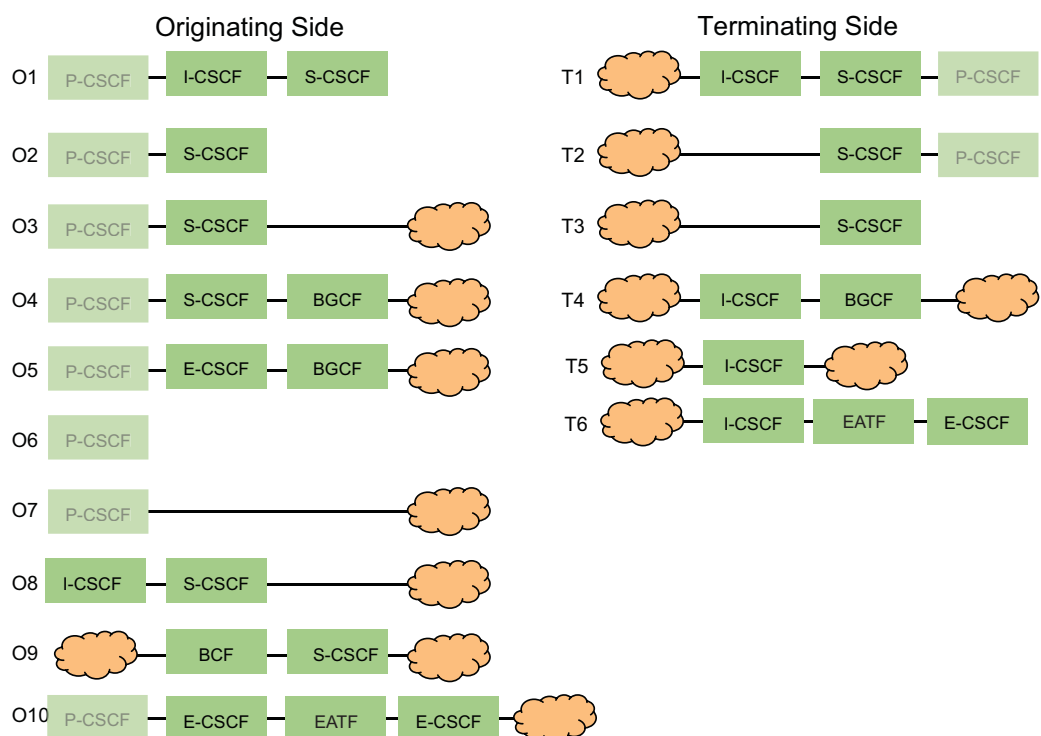 Originating Side
O1 P-CSCF I-CSCF S-CSCF
O2 P-CSCF S-CSCF
O3 P-CSCF S-CSCF
O4 P-CSCF S-CSCF BGCF
O5 P-CSCF E-CSCF BGCF
O6 P-CSCF
O7 P-CSCF
O8 I-CSCF S-CSCF
O9 BCF S-CSCF
O10 P-CSCF E-CSCF EATF E-CSCF
Terminating Side
T1 I-CSCF S-CSCF P-CSCF
T2 S-CSCF P-CSCF
T3 S-CSCF
T4 I-CSCF BGCF
T5 I-CSCF
T6 I-CSCF EATF E-CSCF